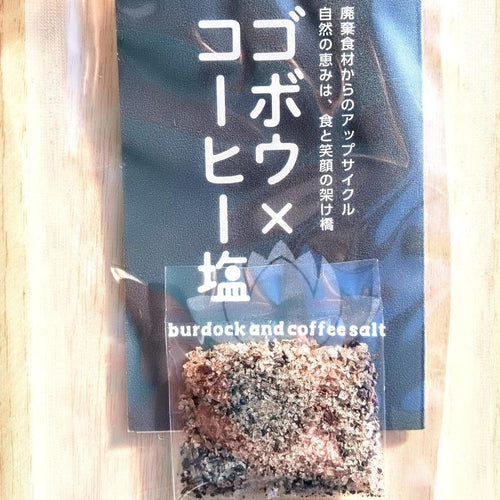 廃棄食材からのアップサイクル
自然の恵みは、食と笑顔の架け橋
ゴボウ×
コーヒー塩
burdock and coffee salt